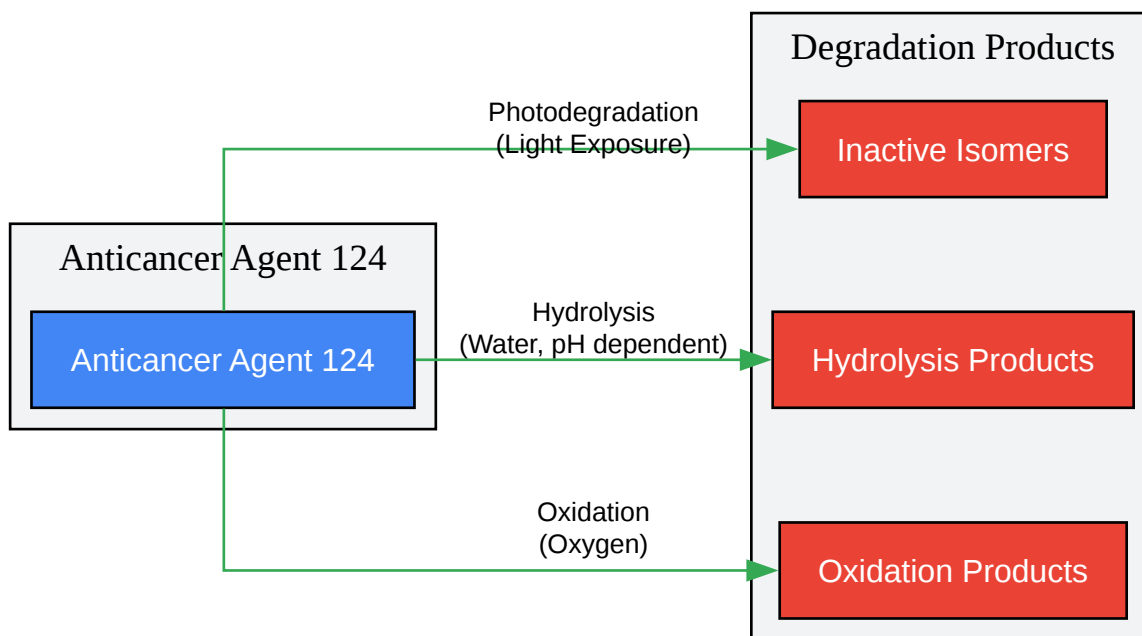 Degradation Products
Photodegradation
(Light Exposure)
Inactive Isomers
Anticancer Agent 124
Anticancer Agent 124
Hydrolysis
(Water, pH dependent)
Hydrolysis Products
Oxidation
(Oxygen)
Oxidation Products